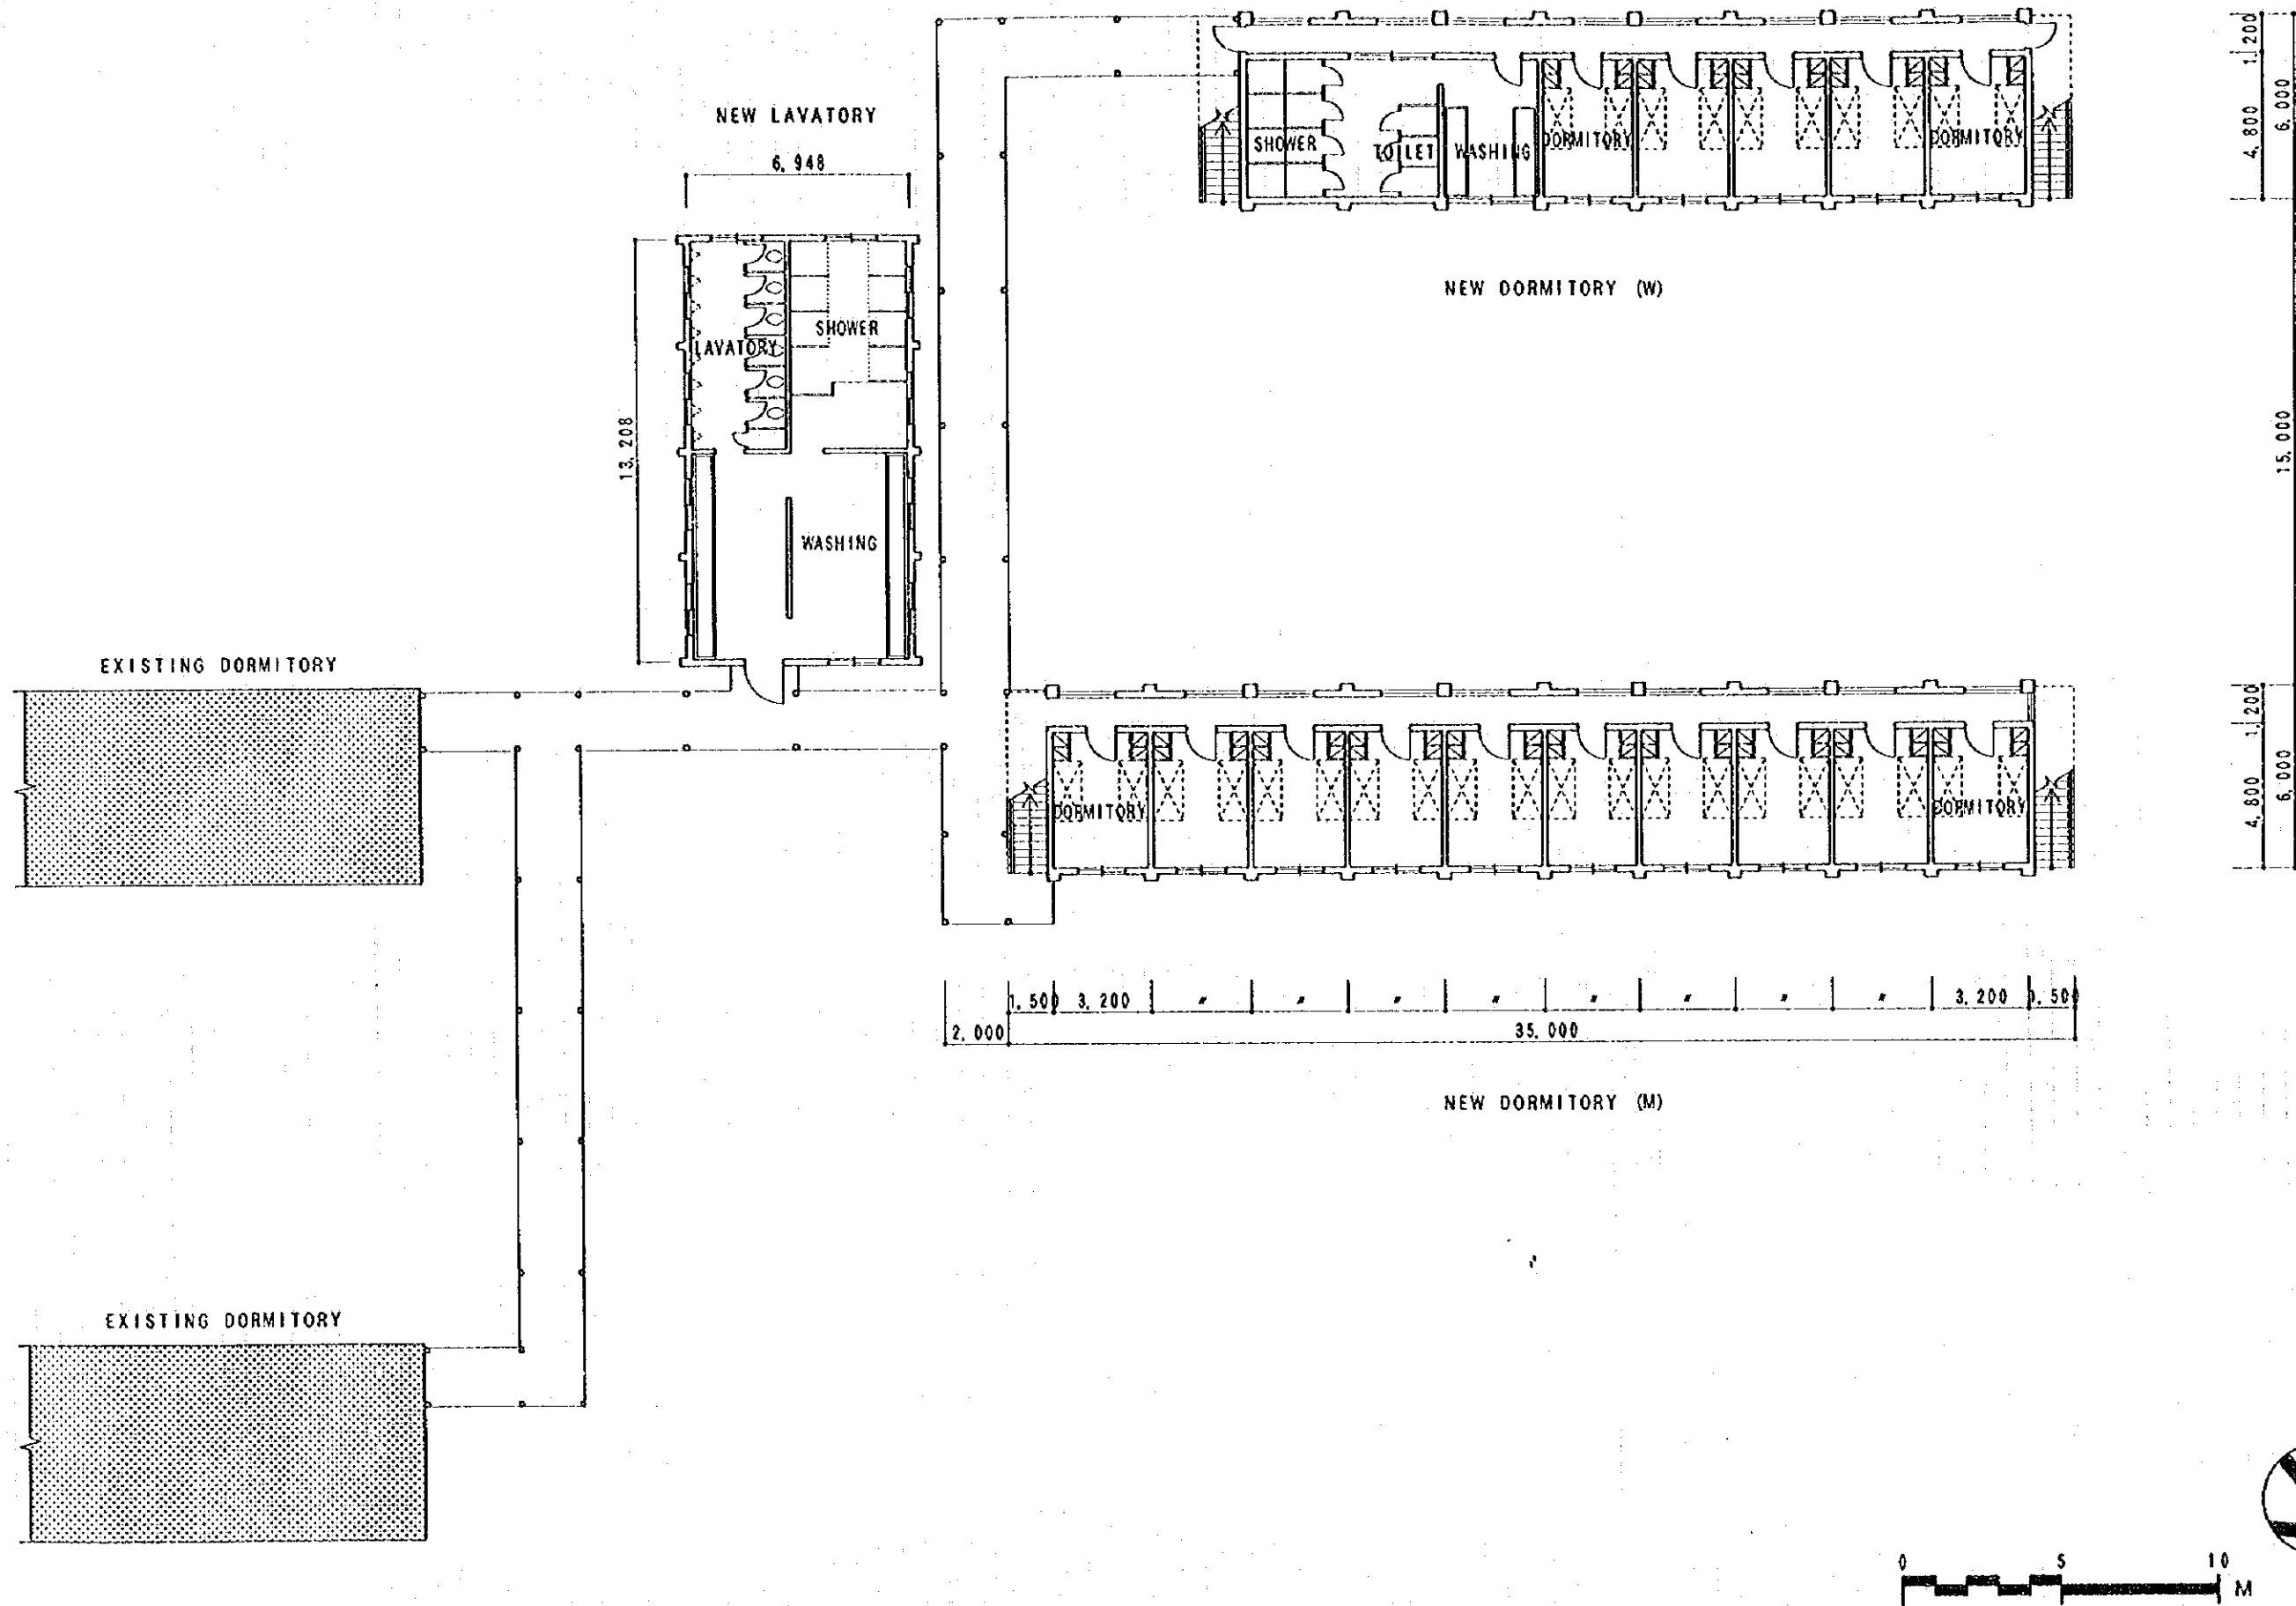 1,200
4,800
6,000
NEW LAVATORY
6,948
SHOWER
TOILET
WASHING
DORMITORY
DORMITORY
NEW DORMITORY (W)
LAVATORY
SHOWER
13,208
WASHING
15,000
EXISTING DORMITORY
DORMITORY
DORMITORY
1,200
4,800
6,000
1,500 3,200 〃 〃 〃 〃 〃 〃 〃 〃 3,200 1,500
2,000 35,000
NEW DORMITORY (M)
EXISTING DORMITORY
0 5 10 M